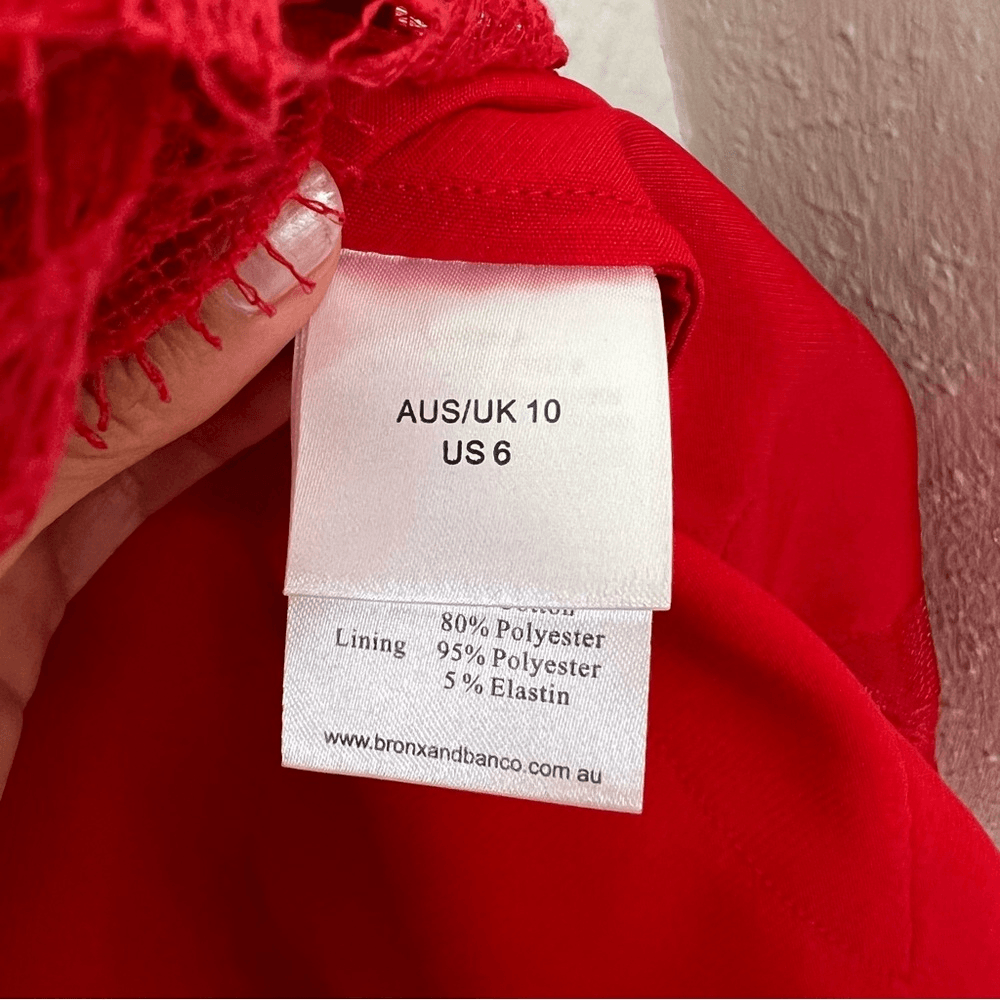 AUS/UK 10
US 6
80% Polyester
Lining 95% Polyester
5% Elastin
www.bronxandbanco.com au